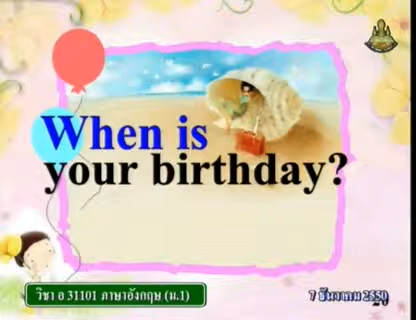 When is
your birthday?
วิชา อ 31101 ภาษาอังกฤษ (ม.1)
7 ธันวาคม 2550